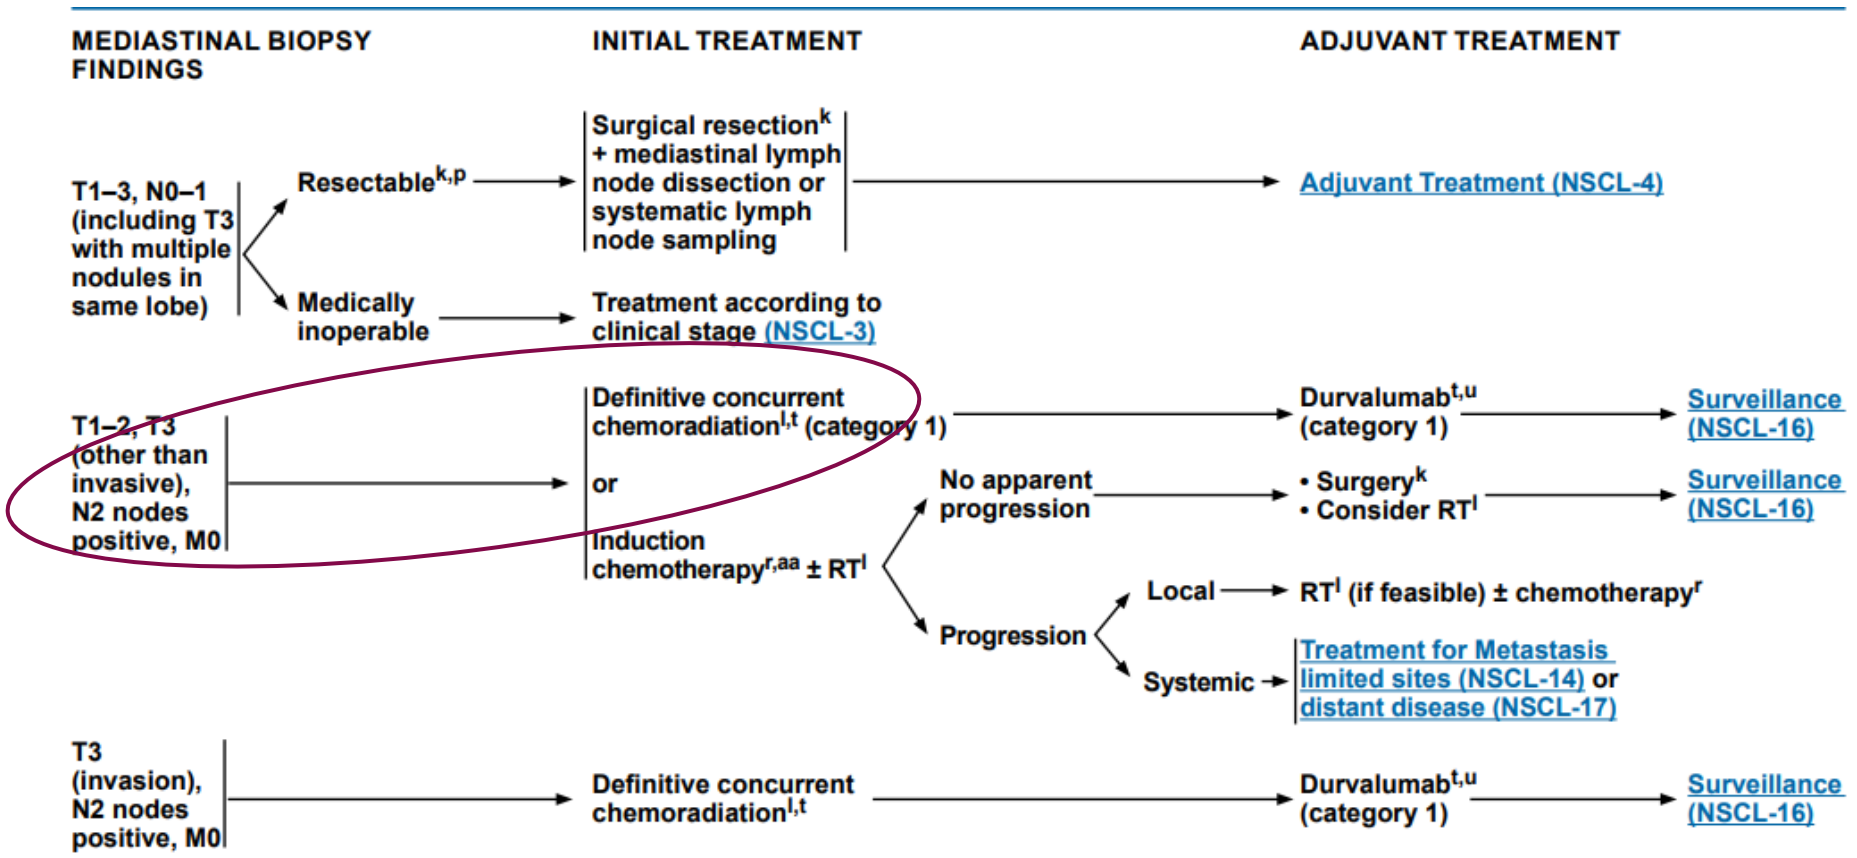 MEDIASTINAL BIOPSY
FINDINGS
INITIAL TREATMENT
ADJUVANT TREATMENT
T1–3, N0–1
(including T3
with multiple
nodules in
same lobe)
Resectablek,p
Surgical resectionk
+ mediastinal lymph
node dissection or
systematic lymph
node sampling
Adjuvant Treatment (NSCL-4)
Medically
inoperable
Treatment according to
clinical stage (NSCL-3)
T1–2, T3
(other than
invasive),
N2 nodes
positive, M0
Definitive concurrent
chemoradiationl,t (category 1)
or
Induction
chemotherapyr,aa ± RTl
Durvalumabt,u
(category 1)
Surveillance
(NSCL-16)
No apparent
progression
• Surgeryk
• Consider RTl
Surveillance
(NSCL-16)
Progression
Local
RTl (if feasible) ± chemotherapyr
Systemic
Treatment for Metastasis
limited sites (NSCL-14) or
distant disease (NSCL-17)
T3
(invasion),
N2 nodes
positive, M0
Definitive concurrent
chemoradiationl,t
Durvalumabt,u
(category 1)
Surveillance
(NSCL-16)